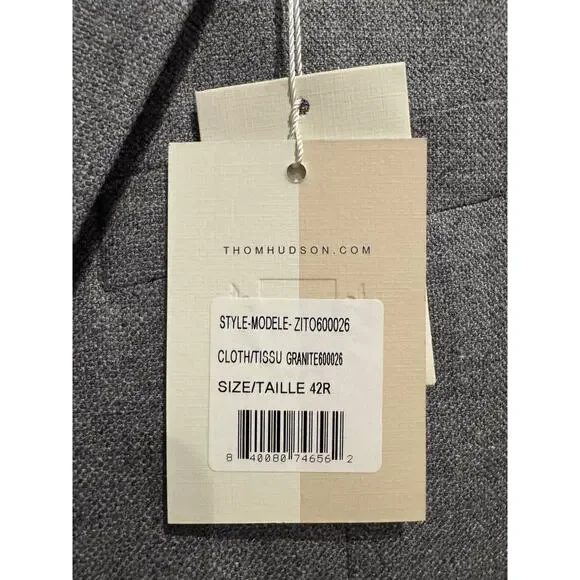 THOMHUDSON.COM
STYLE-MODELE- ZITO600026
CLOTH/TISSU GRANITE600026
SIZE/TAILLE 42R
8 40080 74656 2